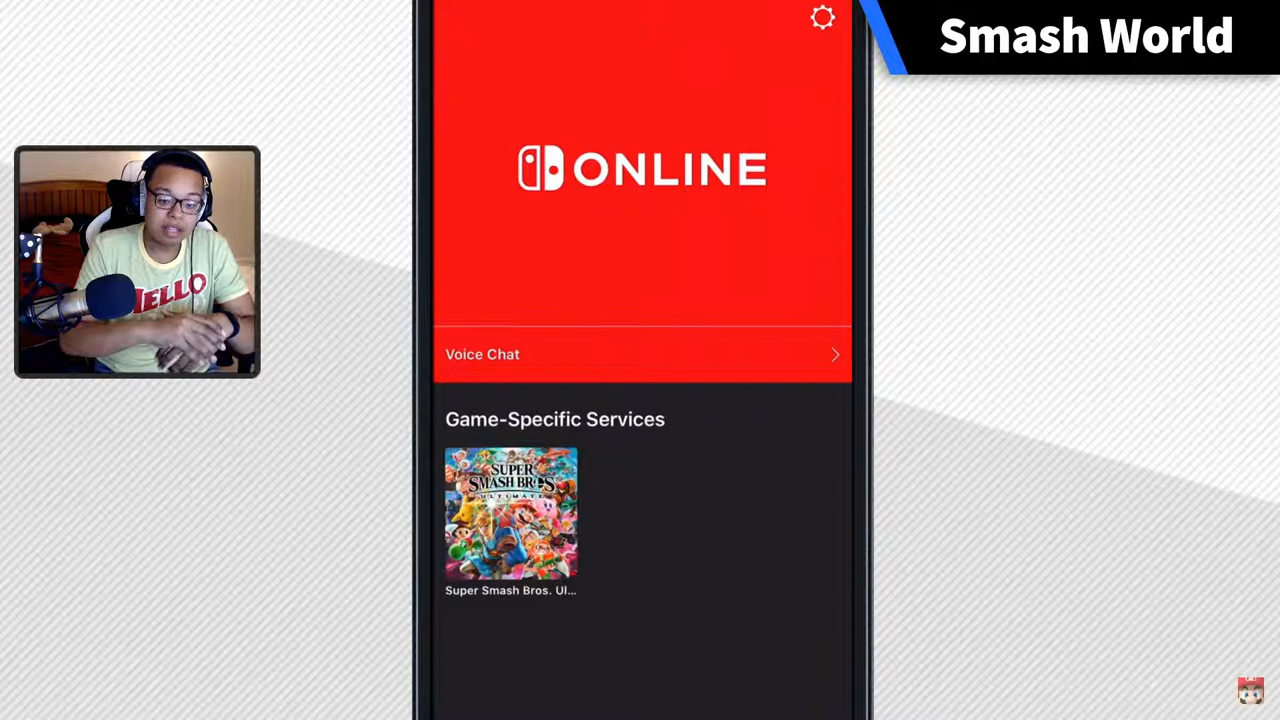 Smash World
ONLINE
Voice Chat
Game-Specific Services
SUPER
SMASH BROS.
ULTIMATE
Super Smash Bros. Ul...
HELLO